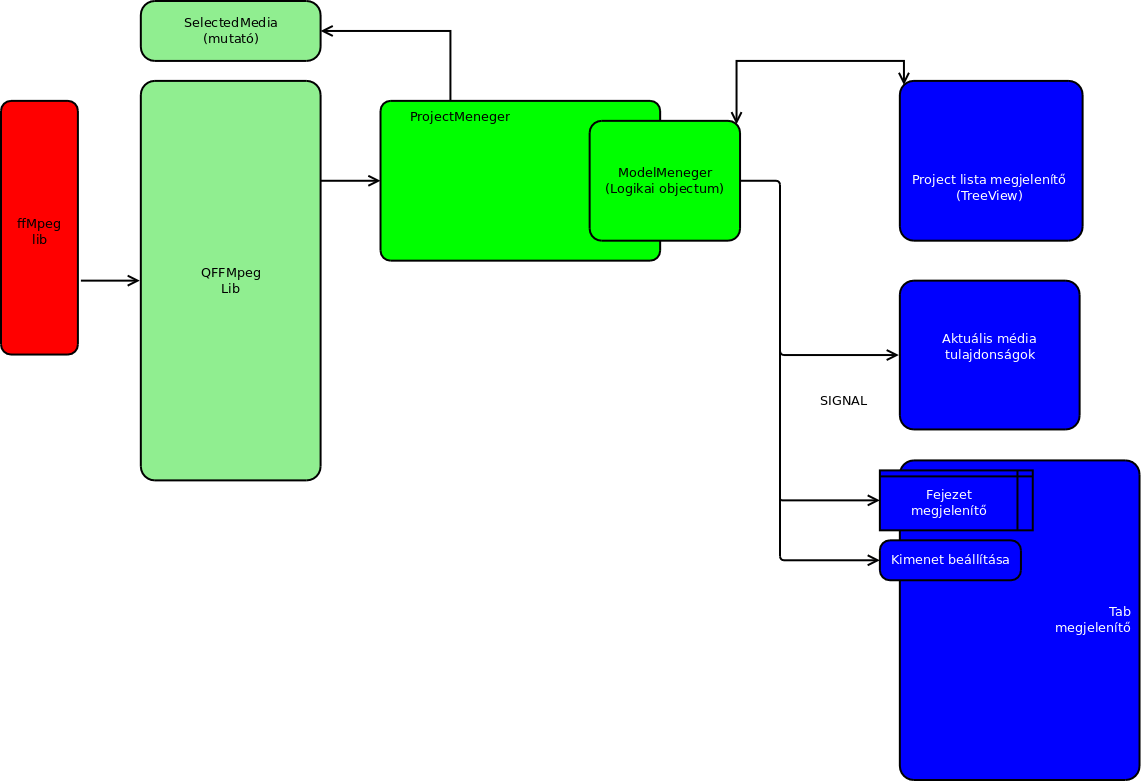 SelectedMedia
(mutató)
ffMpeg
lib
QFFMpeg
Lib
ProjectMeneger
ModelMeneger
(Logikai objectum)
Project lista megjelenítő
(TreeView)
Aktuális média
tulajdonságok
SIGNAL
Fejezet
megjelenítő
Kimenet beállítása
Tab
megjelenítő